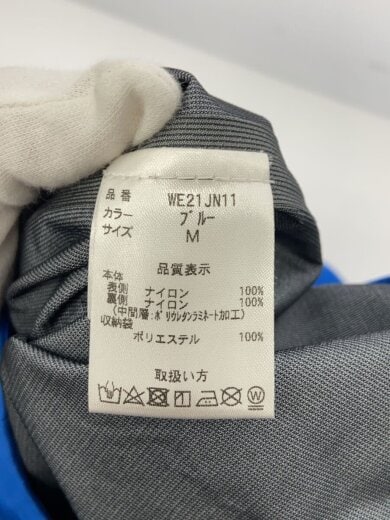 品番 WE21JN11
カラー ブルー
サイズ M
品質表示
本体
表側 ナイロン 100%
裏側 ナイロン 100%
(中間層:ポリウレタンラミネート加工)
収納袋
ポリエステル 100%
取扱い方